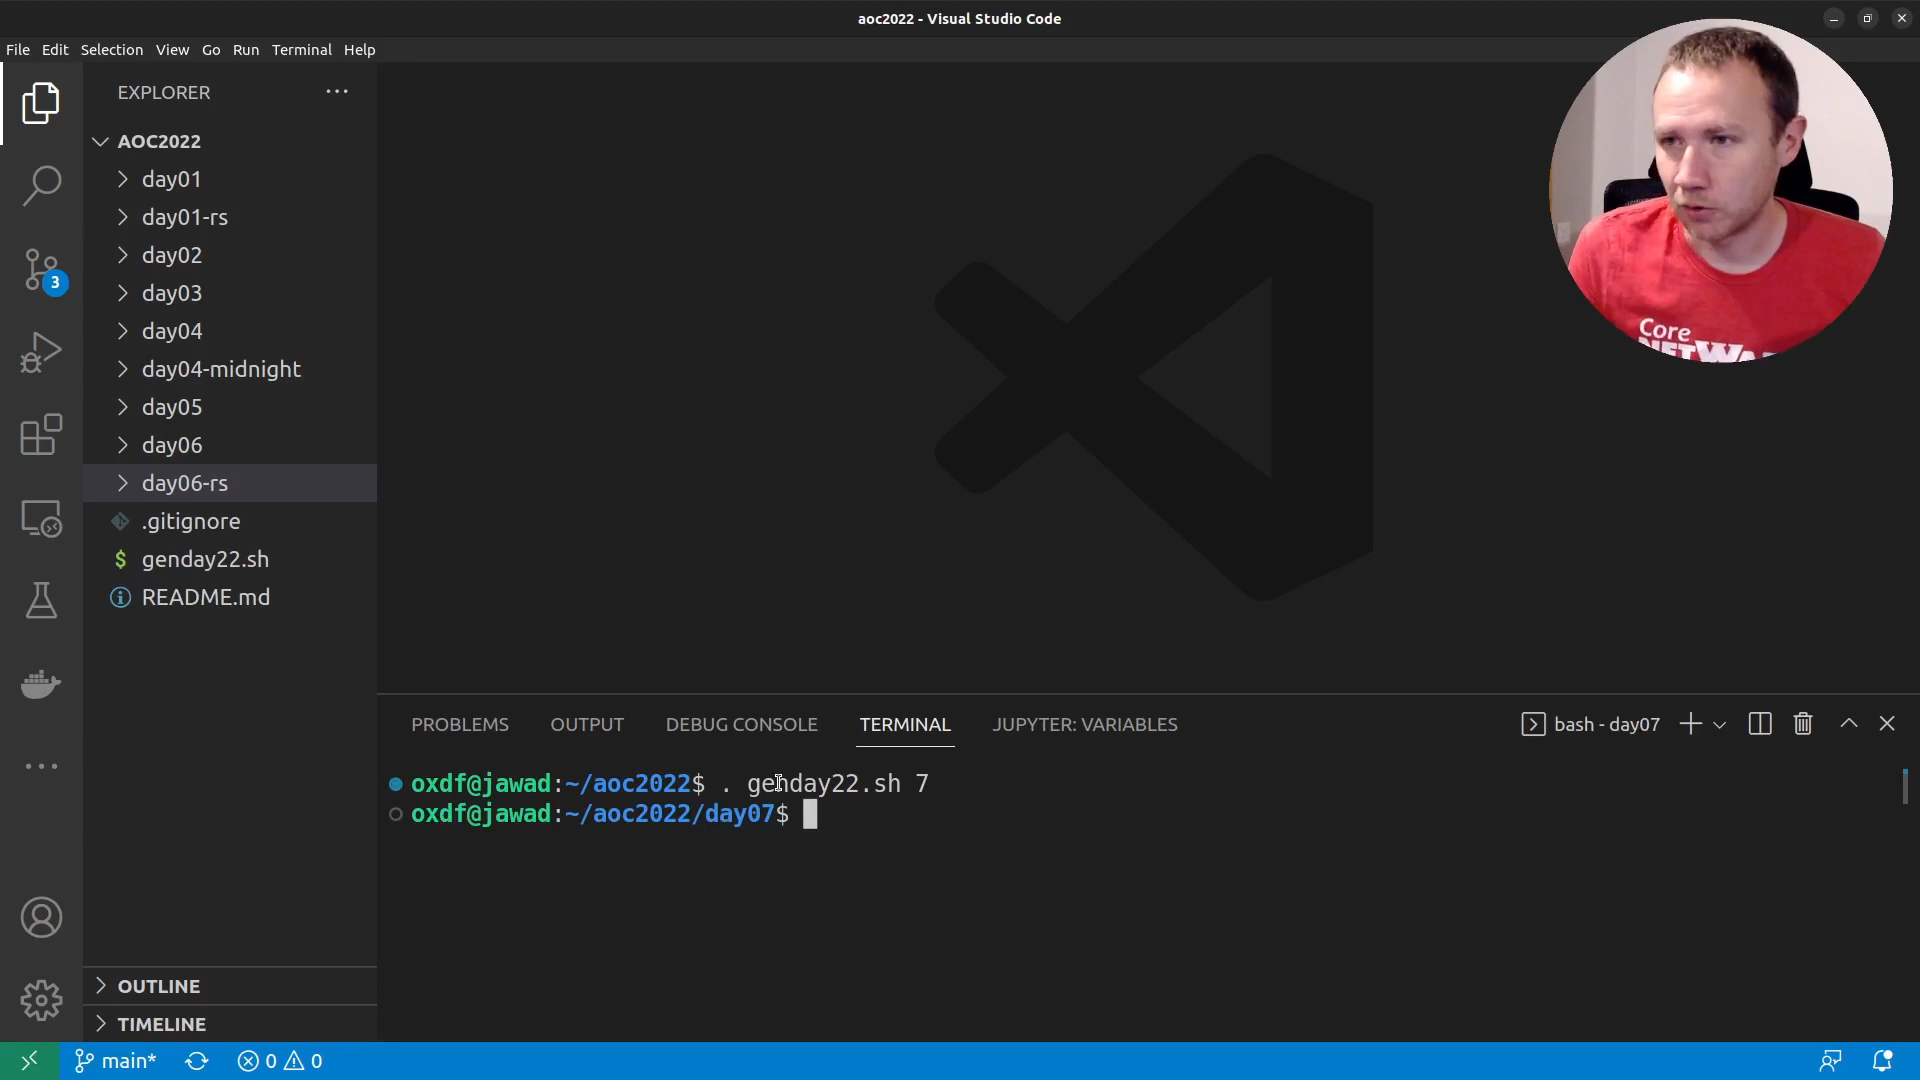 aoc2022 - Visual Studio Code
File Edit Selection View Go Run Terminal Help
EXPLORER
AOC2022
day01
day01-rs
day02
day03
day04
day04-midnight
day05
day06
day06-rs
.gitignore
$ genday22.sh
README.md
3
Core
PROBLEMS OUTPUT DEBUG CONSOLE TERMINAL JUPYTER: VARIABLES
bash - day07
oxdf@jawad:~/aoc2022$ . genday22.sh 7
oxdf@jawad:~/aoc2022/day07$
OUTLINE
TIMELINE
main* 0 0